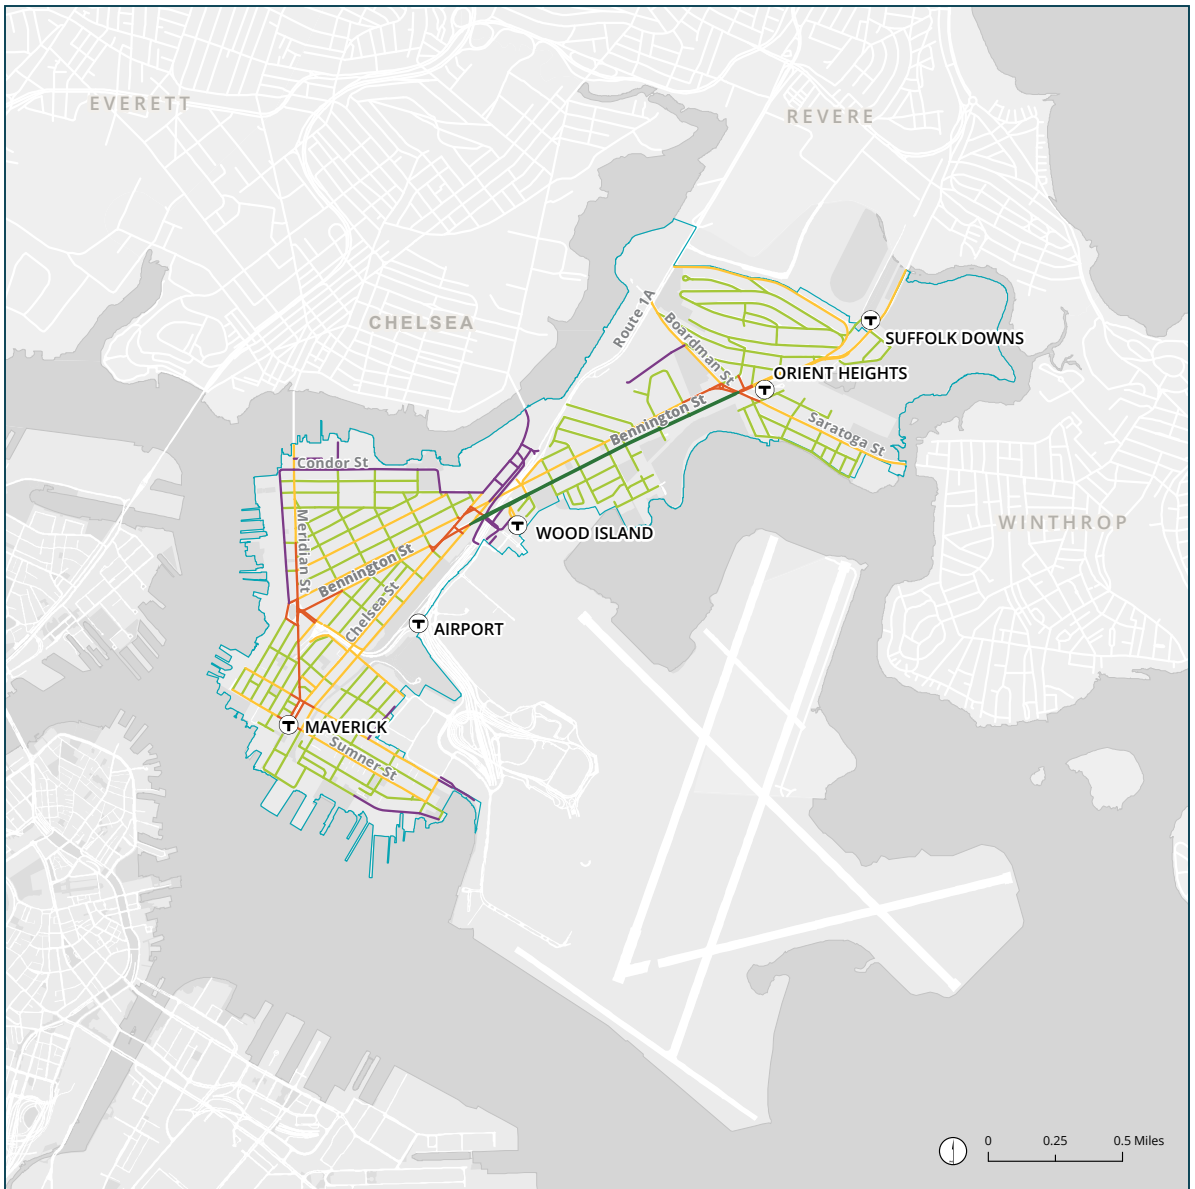 EVERETT
REVERE
CHELSEA
Route 1A
Boardman St
T
SUFFOLK DOWNS
ORIENT HEIGHTS
T
Bennington St
Saratoga St
Condor St
Meridian St
WINTHROP
T
WOOD ISLAND
Bennington St
Chelsea St
T
AIRPORT
T
MAVERICK
Sumner St
0
0.25
0.5 Miles